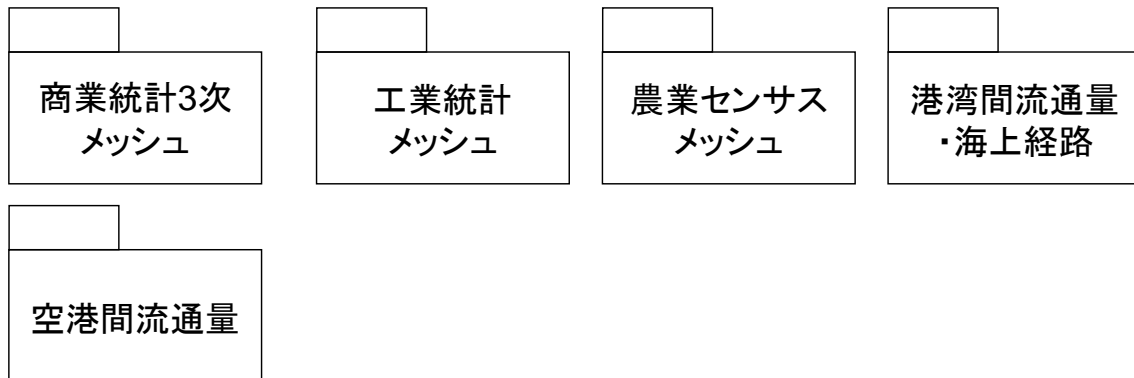 商業統計3次
メッシュ
工業統計
メッシュ
農業センサス
メッシュ
港湾間流通量
・海上経路
空港間流通量